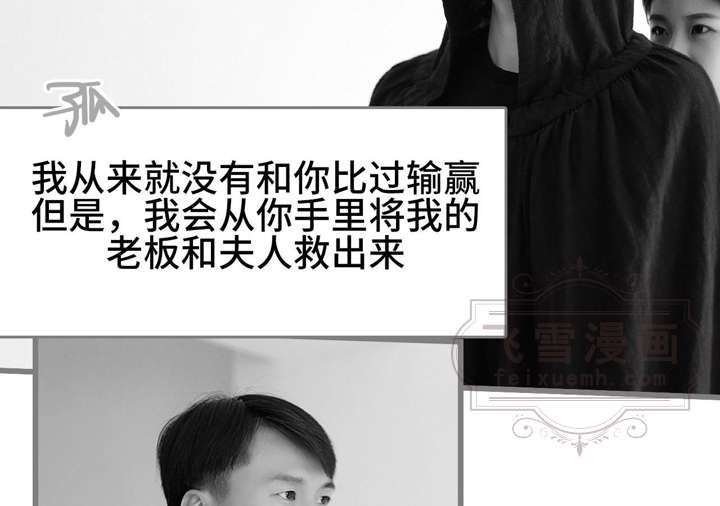 孤
我从来就没有和你比过输赢
但是，我会从你手里将我的
老板和夫人救出来
飞雪漫画
feixuemh.com